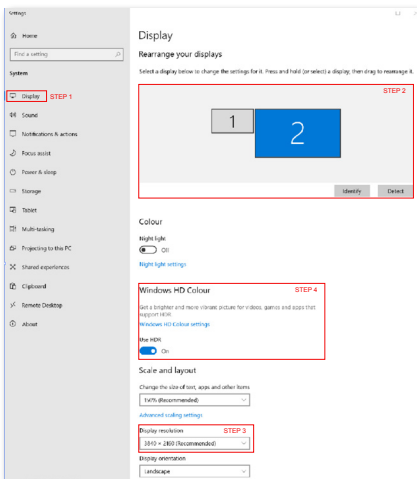 Settings
Home
Find a setting
System
Display
STEP 1
Sound
Notifications & actions
Focus assist
Power & sleep
Storage
Tablet
Multi-tasking
Projecting to this PC
Shared experiences
Clipboard
Remote Desktop
About
Display
Rearrange your displays
Select a display below to change the settings for it. Press and hold (or select) a display, then drag to rearrange it.
STEP 2
1
2
Identify
Detect
Colour
Night light
Off
Night light settings
Windows HD Colour
STEP 4
Get a brighter and more vibrant picture for videos, games and apps that
support HDR.
Windows HD Colour settings
Use HDR
On
Scale and layout
Change the size of text, apps and other items
150% (Recommended)
Advanced scaling settings
Display resolution
STEP 3
3840 × 2160 (Recommended)
Display orientation
Landscape